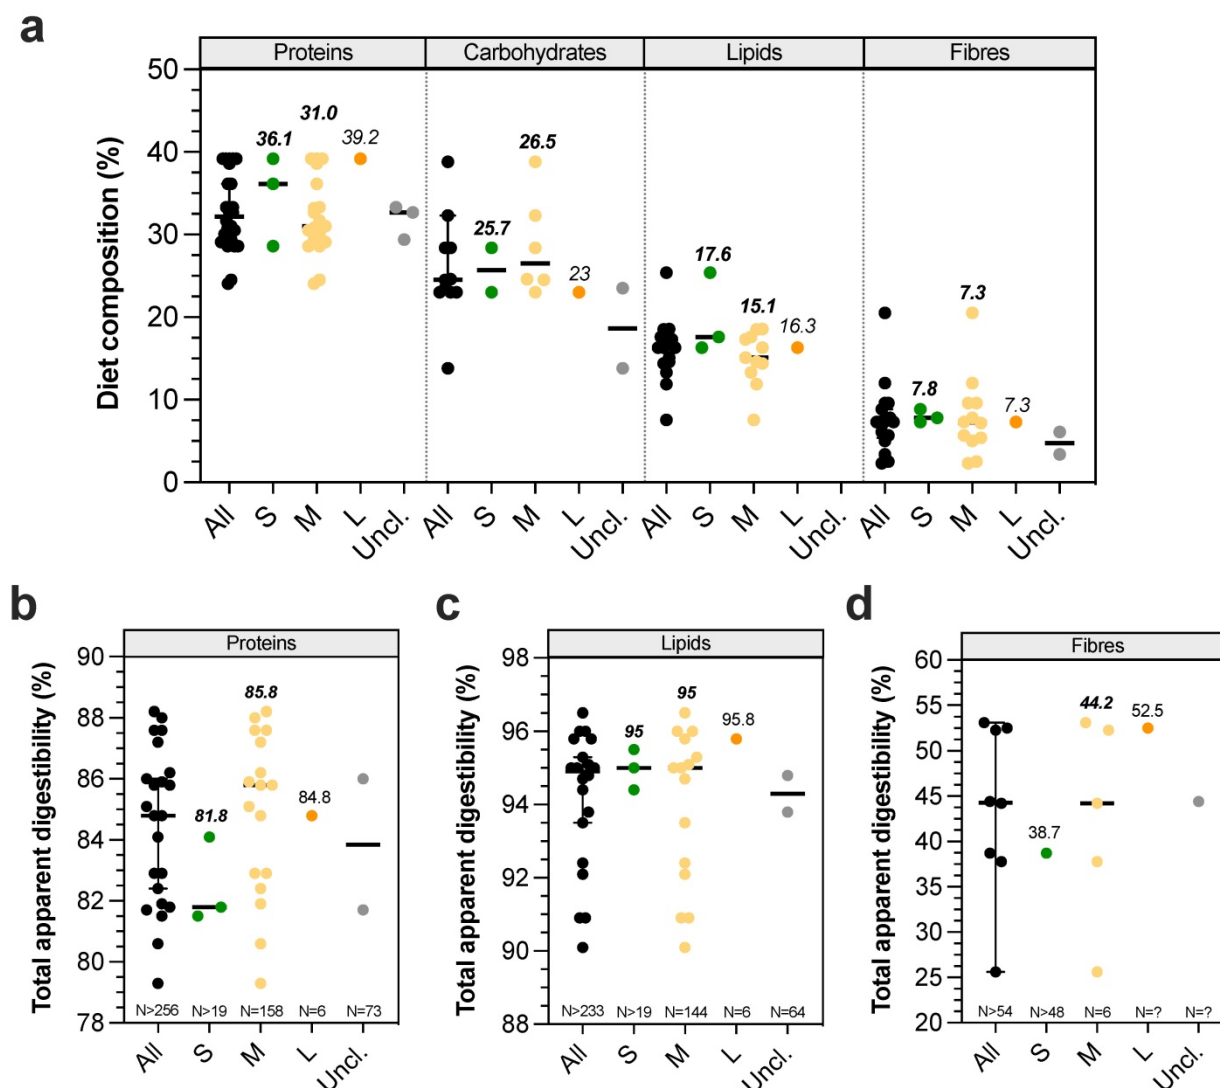 a
Proteins Carbohydrates Lipids Fibres
Diet composition (%)
50
40
30
20
10
0
36.1 31.0 39.2
25.7 26.5 23
17.6 15.1 16.3
7.8 7.3 7.3
All S M L Uncl. All S M L Uncl. All S M L Uncl. All S M L Uncl.
b
Proteins
Total apparent digestibility (%)
90
88
86
84
82
80
78
81.8 85.8 84.8
N>256 N>19 N=158 N=6 N=73
All S M L Uncl.
c
Lipids
Total apparent digestibility (%)
98
96
94
92
90
88
95 95 95.8
N>233 N>19 N=144 N=6 N=64
All S M L Uncl.
d
Fibres
Total apparent digestibility (%)
60
55
50
45
40
35
30
25
20
38.7 44.2 52.5
N>54 N>48 N=6 N=? N=?
All S M L Uncl.